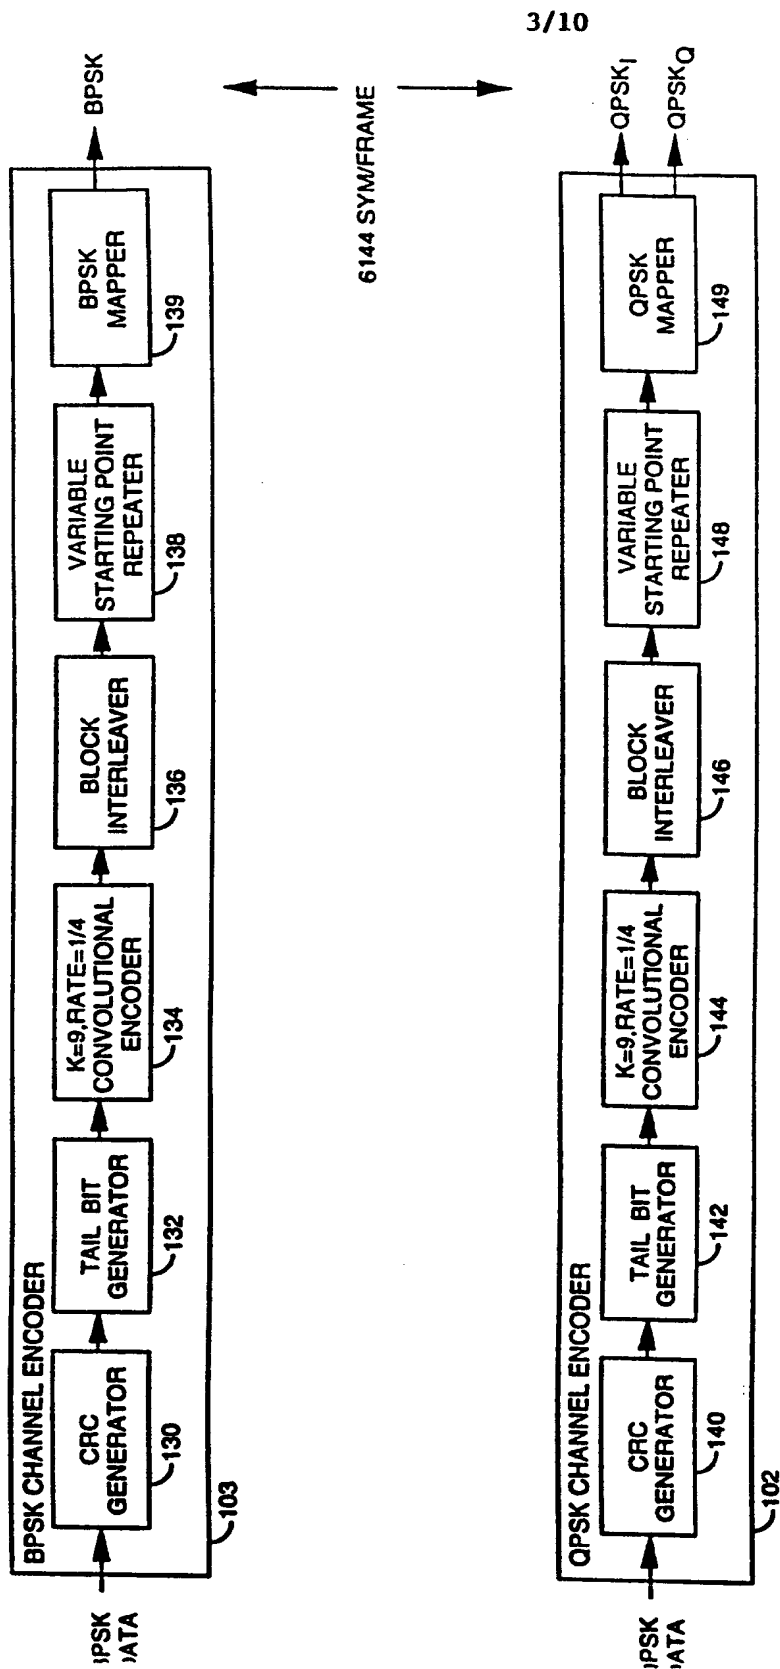 3/10
BPSK CHANNEL ENCODER
DATA
CRC
GENERATOR
130
TAIL BIT
GENERATOR
132
K=9,RATE=1/4
CONVOLUTIONAL
ENCODER
134
BLOCK
INTERLEAVER
136
VARIABLE
STARTING POINT
REPEATER
138
BPSK
MAPPER
139
BPSK
103
6144 SYM/FRAME
QPSK CHANNEL ENCODER
DATA
CRC
GENERATOR
140
TAIL BIT
GENERATOR
142
K=9,RATE=1/4
CONVOLUTIONAL
ENCODER
144
BLOCK
INTERLEAVER
146
VARIABLE
STARTING POINT
REPEATER
148
QPSK
MAPPER
149
QPSKI
QPSKQ
102